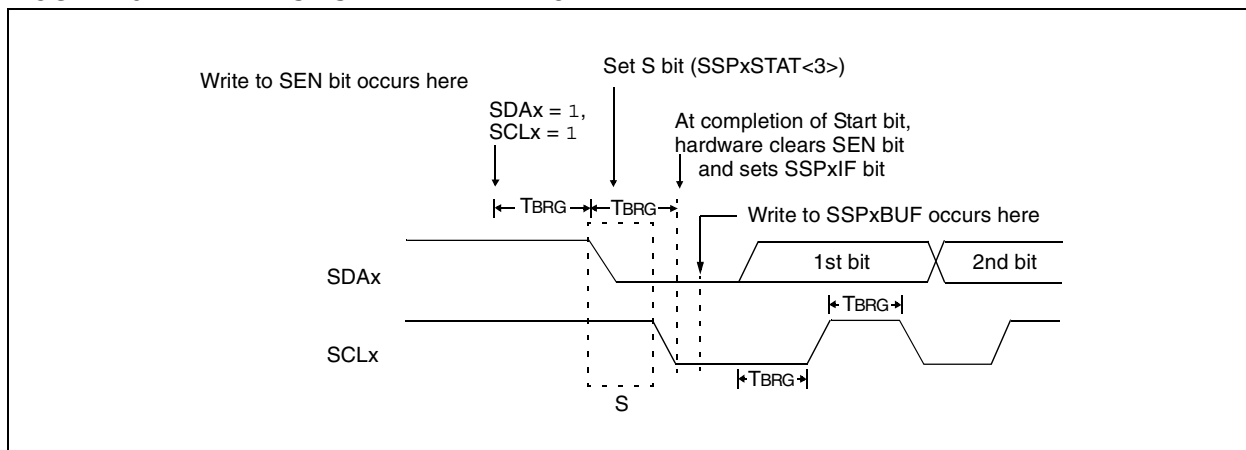 Set S bit (SSPxSTAT<3>)
Write to SEN bit occurs here
SDAx = 1,
SCLx = 1
At completion of Start bit,
hardware clears SEN bit
and sets SSPxIF bit
TBRG
TBRG
Write to SSPxBUF occurs here
SDAx
1st bit
2nd bit
TBRG
SCLx
TBRG
S